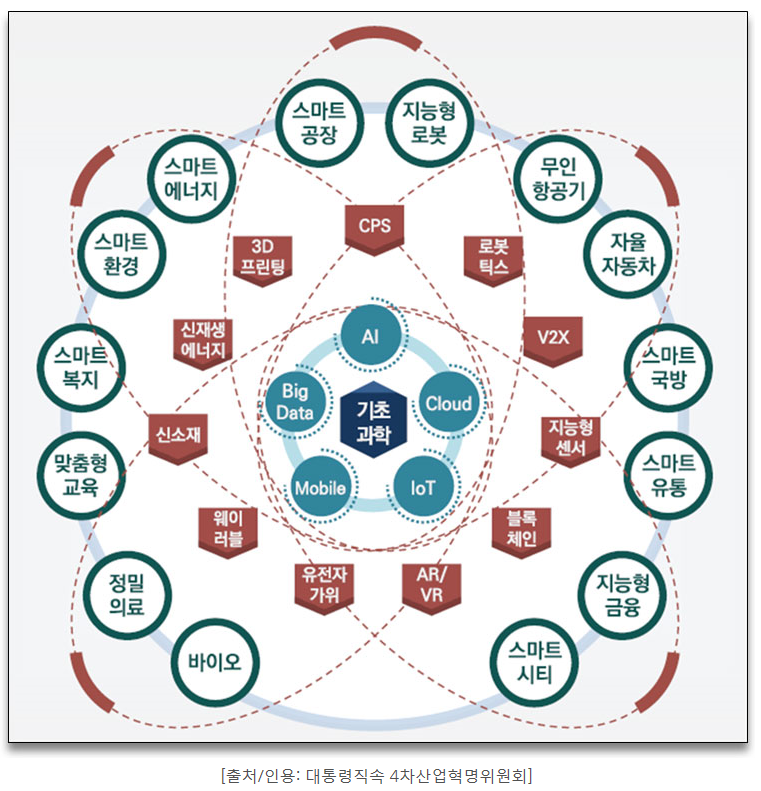 스마트
공장
지능형
로봇
스마트
에너지
무인
항공기
스마트
환경
자율
자동차
3D
프린팅
CPS
로봇
틱스
신재생
에너지
V2X
스마트
복지
AI
스마트
국방
Big
Data
기초
과학
Cloud
신소재
지능형
센서
맞춤형
교육
Mobile
IoT
스마트
유통
웨어
러블
블록
체인
정밀
의료
유전자
가위
AR/
VR
지능형
금융
바이오
스마트
시티
[출처/인용: 대통령직속 4차산업혁명위원회]